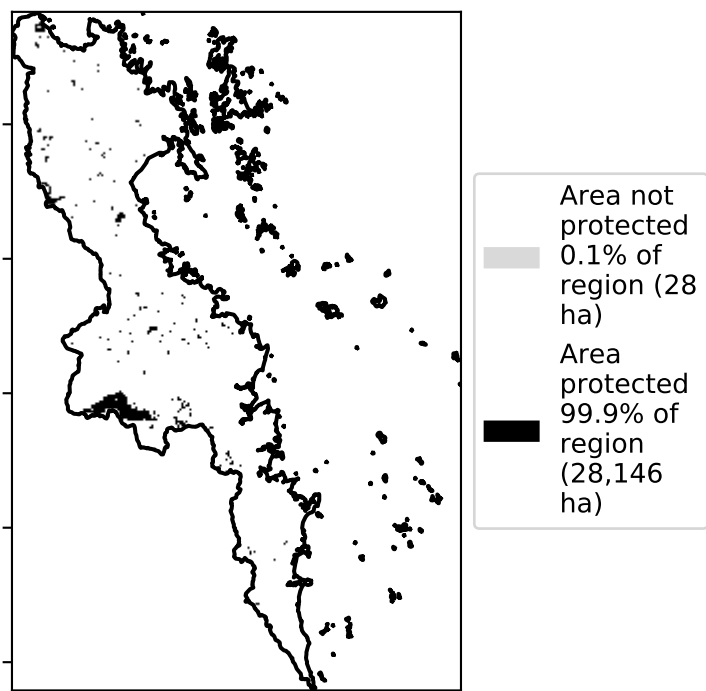 Area not
protected
0.1% of
region (28
ha)
Area
protected
99.9% of
region
(28,146
ha)